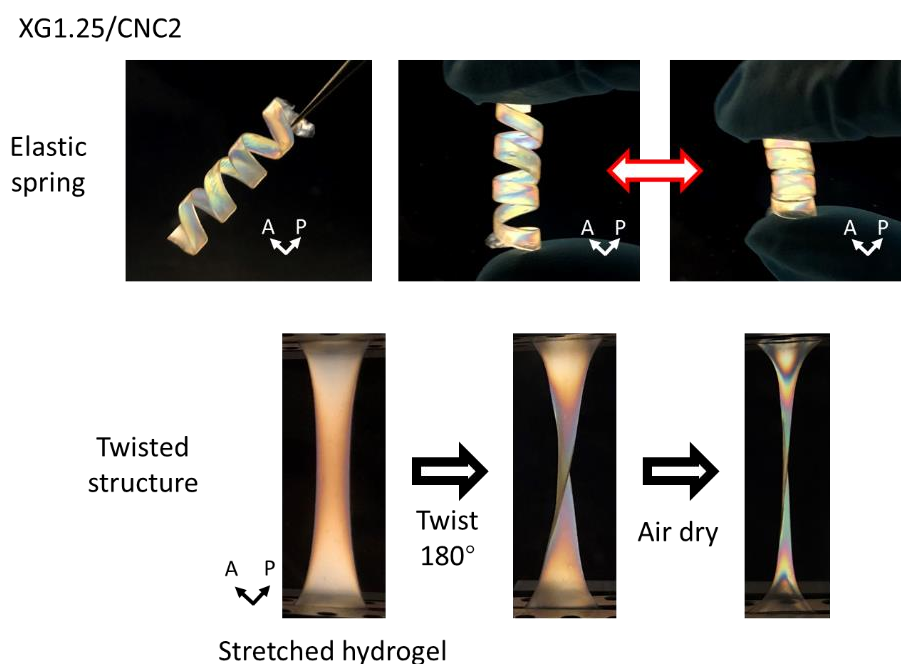 XG1.25/CNC2
Elastic
spring
A P
A P
A P
Twisted
structure
Twist
180°
Air dry
A P
Stretched hydrogel